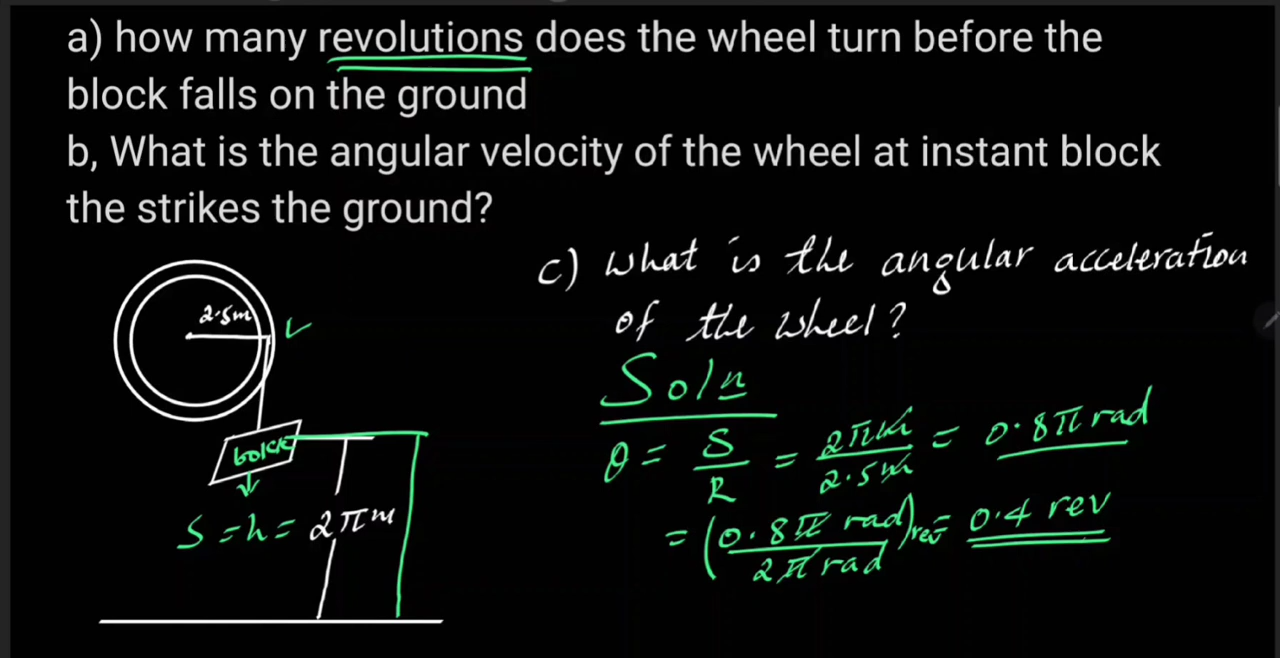 a) how many revolutions does the wheel turn before the
block falls on the ground
b, What is the angular velocity of the wheel at instant block
the strikes the ground?
c) what is the angular acceleration
of the wheel?
2.5m
bolck
S = h = 2πm
Soln
θ = S/R = 2πm/2.5m = 0.8π rad
= (0.8π rad/2π rad) rev = 0.4 rev